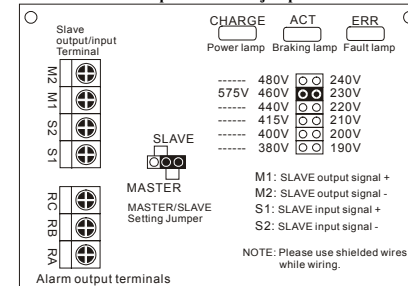 CHARGE ACT ERR
Power lamp Braking lamp Fault lamp
Slave
output/input
Terminal
M2
M1
S2
S1
------ 480V 240V
575V 460V 230V
------ 440V 220V
------ 415V 210V
------ 400V 200V
------ 380V 190V
SLAVE
MASTER
MASTER/SLAVE
Setting Jumper
M1: SLAVE output signal +
M2: SLAVE output signal -
S1: SLAVE input signal +
S2: SLAVE input signal -
NOTE: Please use shielded wires
while wiring.
RC
RB
RA
Alarm output terminals